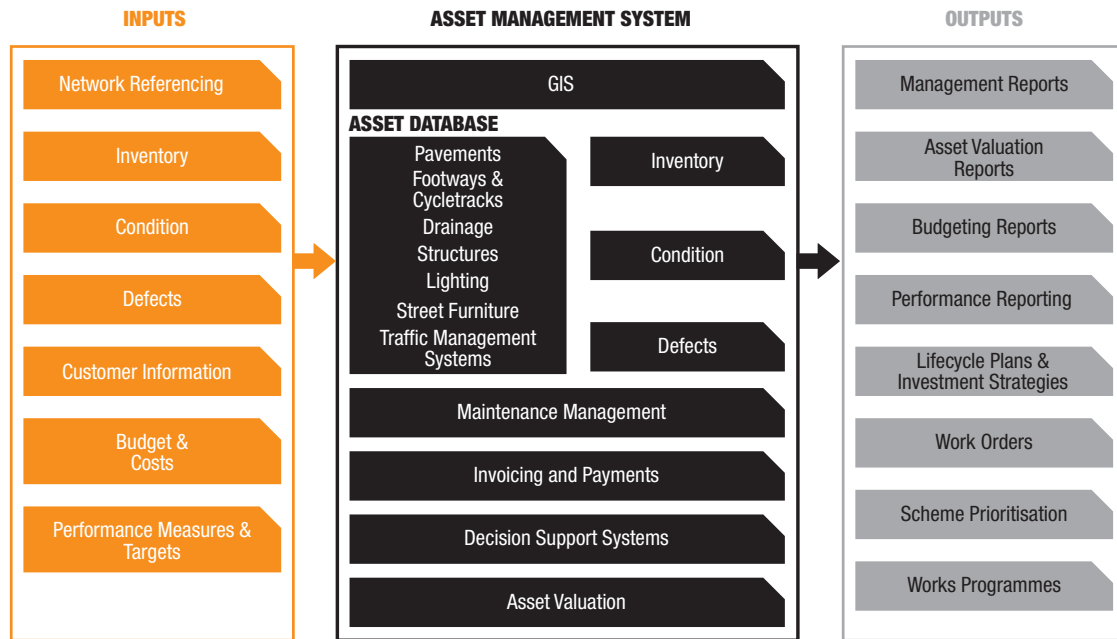 INPUTS
Network Referencing
Inventory
Condition
Defects
Customer Information
Budget &
Costs
Performance Measures &
Targets
ASSET MANAGEMENT SYSTEM
GIS
ASSET DATABASE
Pavements
Footways &
Cycletracks
Drainage
Structures
Lighting
Street Furniture
Traffic Management
Systems
Inventory
Condition
Defects
Maintenance Management
Invoicing and Payments
Decision Support Systems
Asset Valuation
OUTPUTS
Management Reports
Asset Valuation
Reports
Budgeting Reports
Performance Reporting
Lifecycle Plans &
Investment Strategies
Work Orders
Scheme Prioritisation
Works Programmes